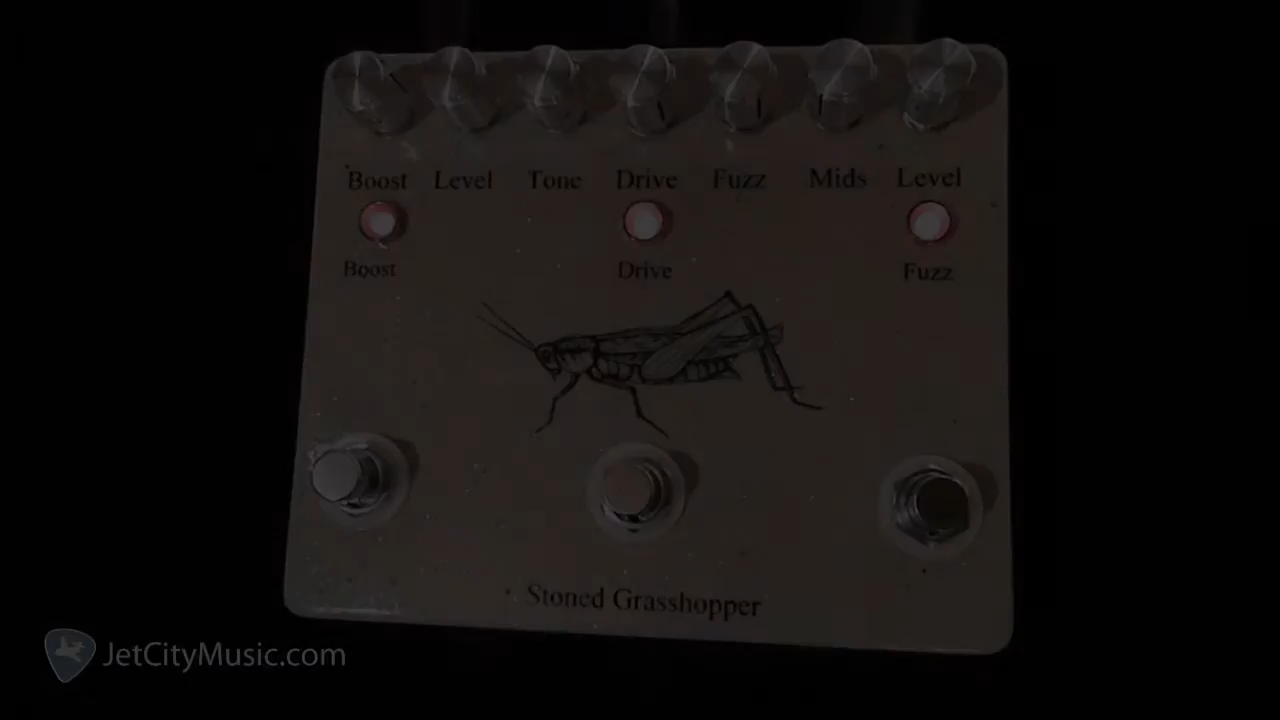 Boost Level Tone Drive Fuzz Mids Level
Boost Drive Fuzz
Stoned Grasshopper
JetCityMusic.com